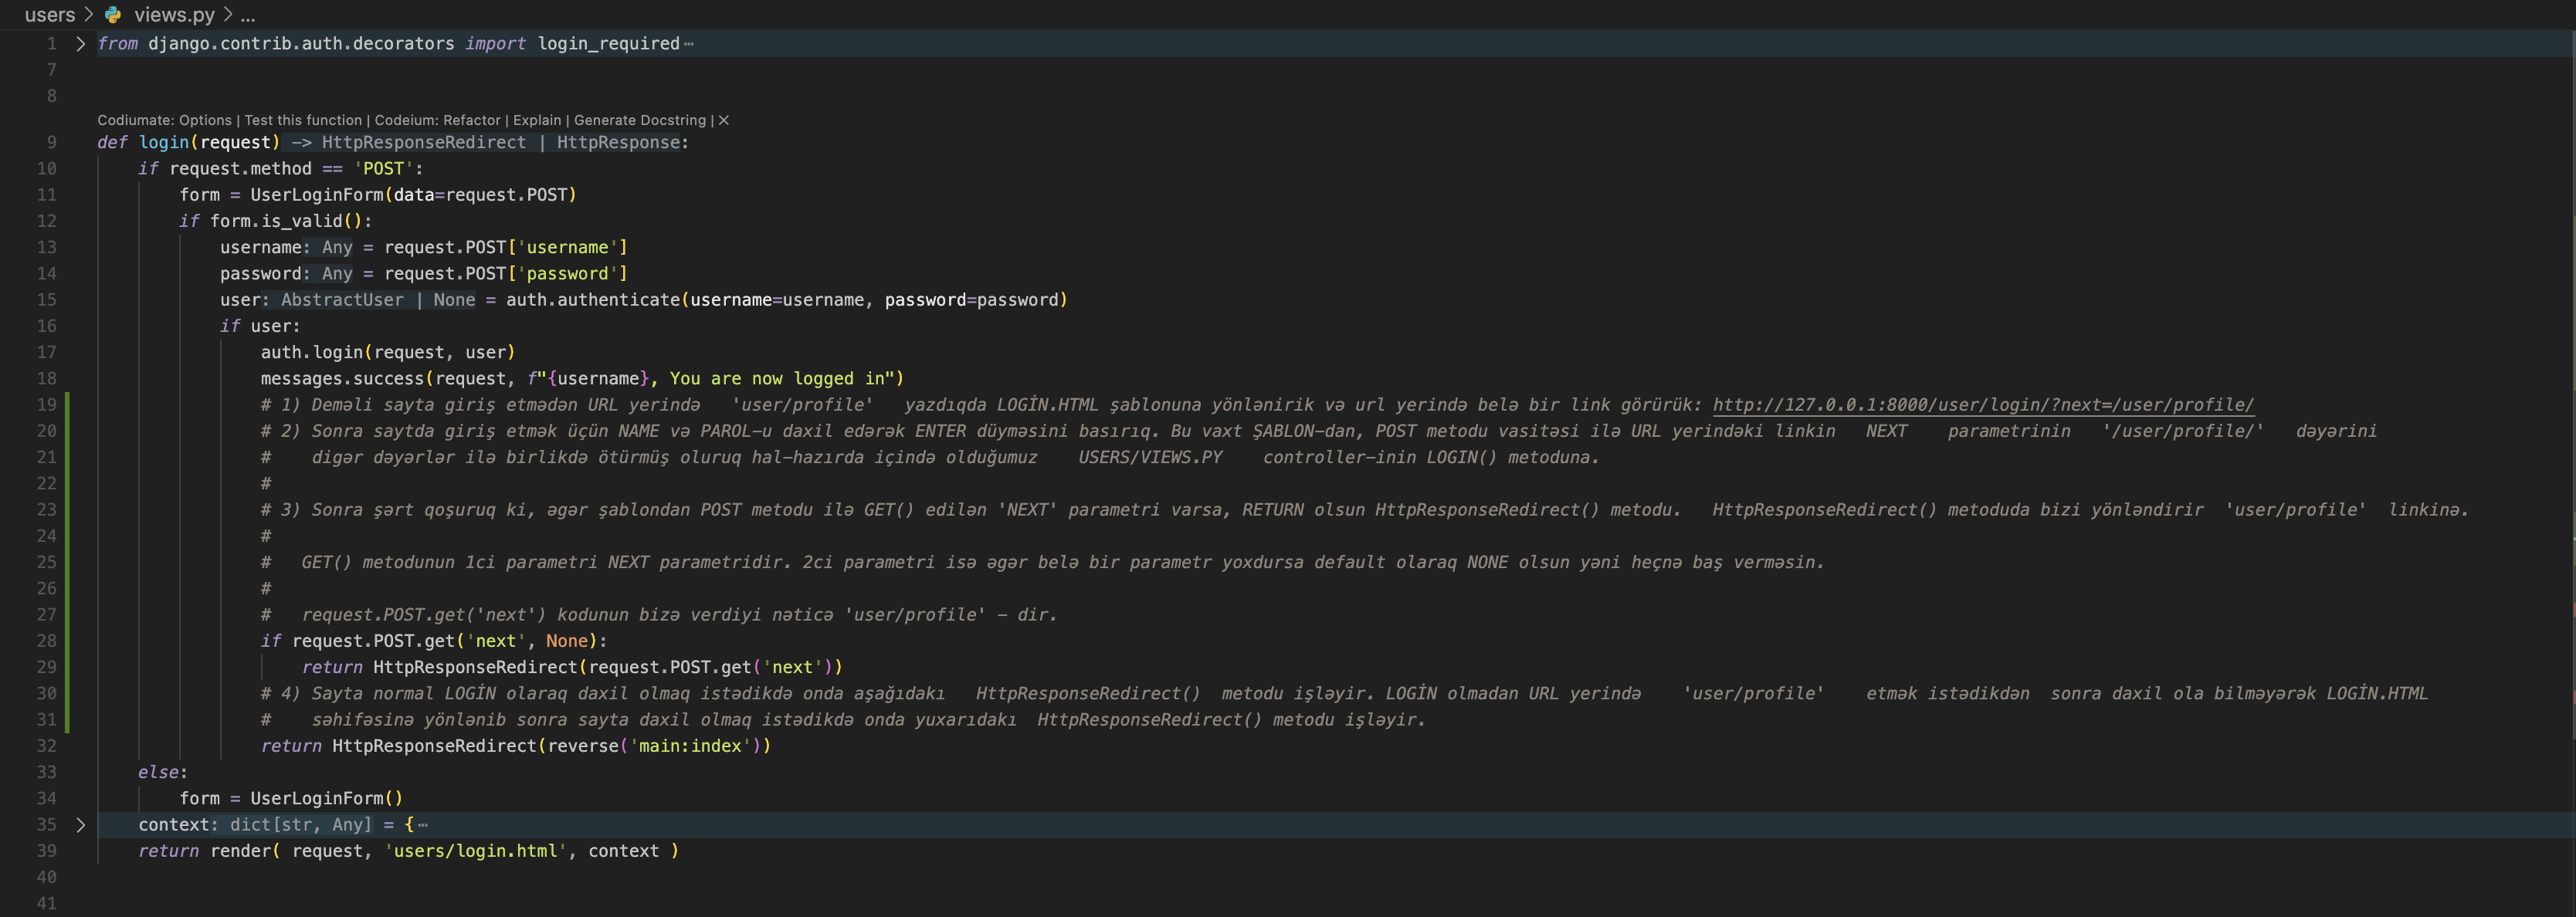 users > views.py > ...
1 > from django.contrib.auth.decorators import login_required ⋯
7
8
Codiumate: Options | Test this function | Codeium: Refactor | Explain | Generate Docstring | ✕
9 def login(request) -> HttpResponseRedirect | HttpResponse:
10 if request.method == 'POST':
11 form = UserLoginForm(data=request.POST)
12 if form.is_valid():
13 username: Any = request.POST['username']
14 password: Any = request.POST['password']
15 user: AbstractUser | None = auth.authenticate(username=username, password=password)
16 if user:
17 auth.login(request, user)
18 messages.success(request, f"{username}, You are now logged in")
19 # 1) Deməli sayta giriş etmədən URL yerində 'user/profile' yazdıqda LOGİN.HTML şablonuna yönlənirik və url yerində belə bir link görürük: http://127.0.0.1:8000/user/login/?next=/user/profile/
20 # 2) Sonra saytda giriş etmək üçün NAME və PAROL-u daxil edərək ENTER düyməsini basırıq. Bu vaxt ŞABLON-dan, POST metodu vasitəsi ilə URL yerindəki linkin NEXT parametrinin '/user/profile/' dəyərini
21 # digər dəyərlər ilə birlikdə ötürmüş oluruq hal-hazırda içində olduğumuz USERS/VIEWS.PY controller-inin LOGIN() metoduna.
22 #
23 # 3) Sonra şərt qoşuruq ki, əgər şablondan POST metodu ilə GET() edilən 'NEXT' parametri varsa, RETURN olsun HttpResponseRedirect() metodu. HttpResponseRedirect() metoduda bizi yönləndirir 'user/profile' linkinə.
24 #
25 # GET() metodunun 1ci parametri NEXT parametridir. 2ci parametri isə əgər belə bir parametr yoxdursa default olaraq NONE olsun yəni heçnə baş verməsin.
26 #
27 # request.POST.get('next') kodunun bizə verdiyi nəticə 'user/profile' - dir.
28 if request.POST.get('next', None):
29 return HttpResponseRedirect(request.POST.get('next'))
30 # 4) Sayta normal LOGİN olaraq daxil olmaq istədikdə onda aşağıdakı HttpResponseRedirect() metodu işləyir. LOGİN olmadan URL yerində 'user/profile' etmək istədikdən sonra daxil ola bilməyərək LOGİN.HTML
31 # səhifəsinə yönlənib sonra sayta daxil olmaq istədikdə onda yuxarıdakı HttpResponseRedirect() metodu işləyir.
32 return HttpResponseRedirect(reverse('main:index'))
33 else:
34 form = UserLoginForm()
35 > context: dict[str, Any] = { ⋯
39 return render( request, 'users/login.html', context )
40
41